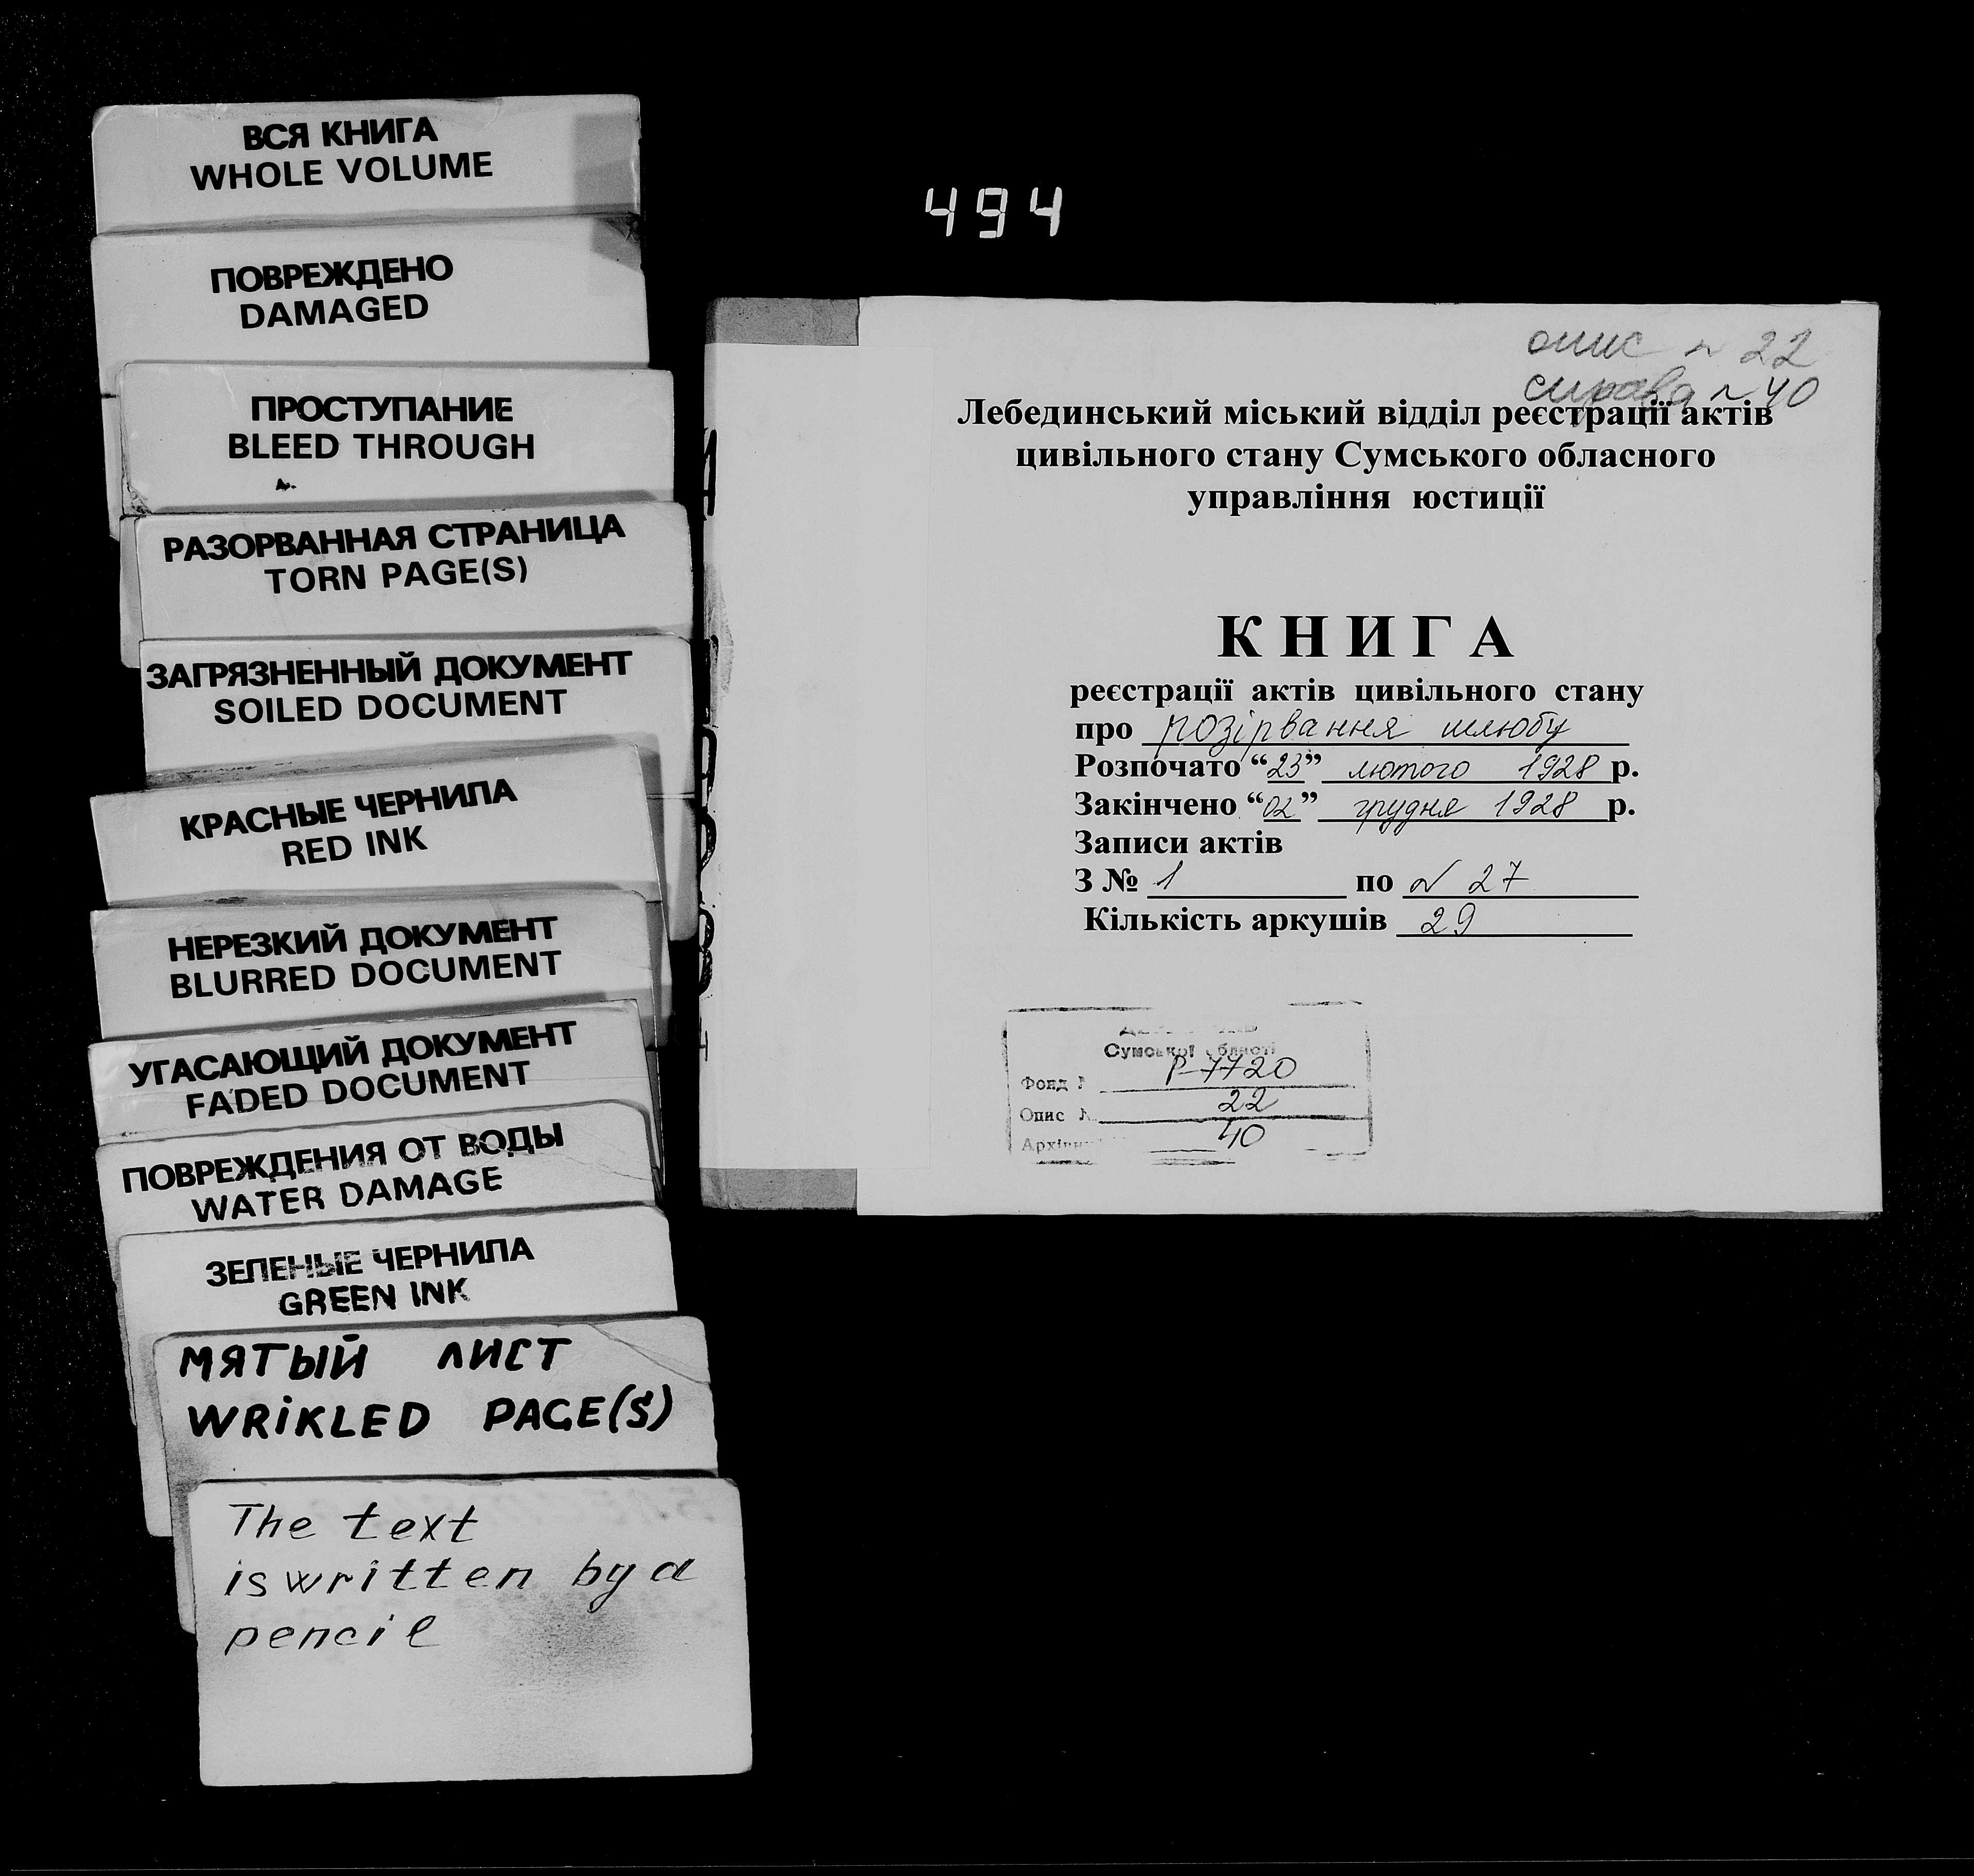 ВСЯ КНИГА
WHOLE VOLUME
ПОВРЕЖДЕНО
DAMAGED
ПРОСТУПАНИЕ
BLEED THROUGH
РАЗОРВАННАЯ СТРАНИЦА
TORN PAGE(S)
ЗАГРЯЗНЕННЫЙ ДОКУМЕНТ
SOILED DOCUMENT
КРАСНЫЕ ЧЕРНИЛА
RED INK
НЕРЕЗКИЙ ДОКУМЕНТ
BLURRED DOCUMENT
УГАСАЮЩИЙ ДОКУМЕНТ
FADED DOCUMENT
ПОВРЕЖДЕНИЯ ОТ ВОДЫ
WATER DAMAGE
ЗЕЛЕНЫЕ ЧЕРНИЛА
GREEN INK
МЯТЫЙ ЛИСТ
WRiKLED PAGE(S)
The text
is written by a
pencil
494
опис № 22
справа № 40
Лебединський міський відділ реєстрації актів
цивільного стану Сумського обласного
управління юстиції
КНИГА
реєстрації актів цивільного стану
про розірвання шлюбу
Розпочато “23” лютого 1928 р.
Закінчено “02” грудня 1928 р.
Записи актів
З № 1 по № 27
Кількість аркушів 29
Сумської області
Фонд № Р-7720
Опис № 22
40